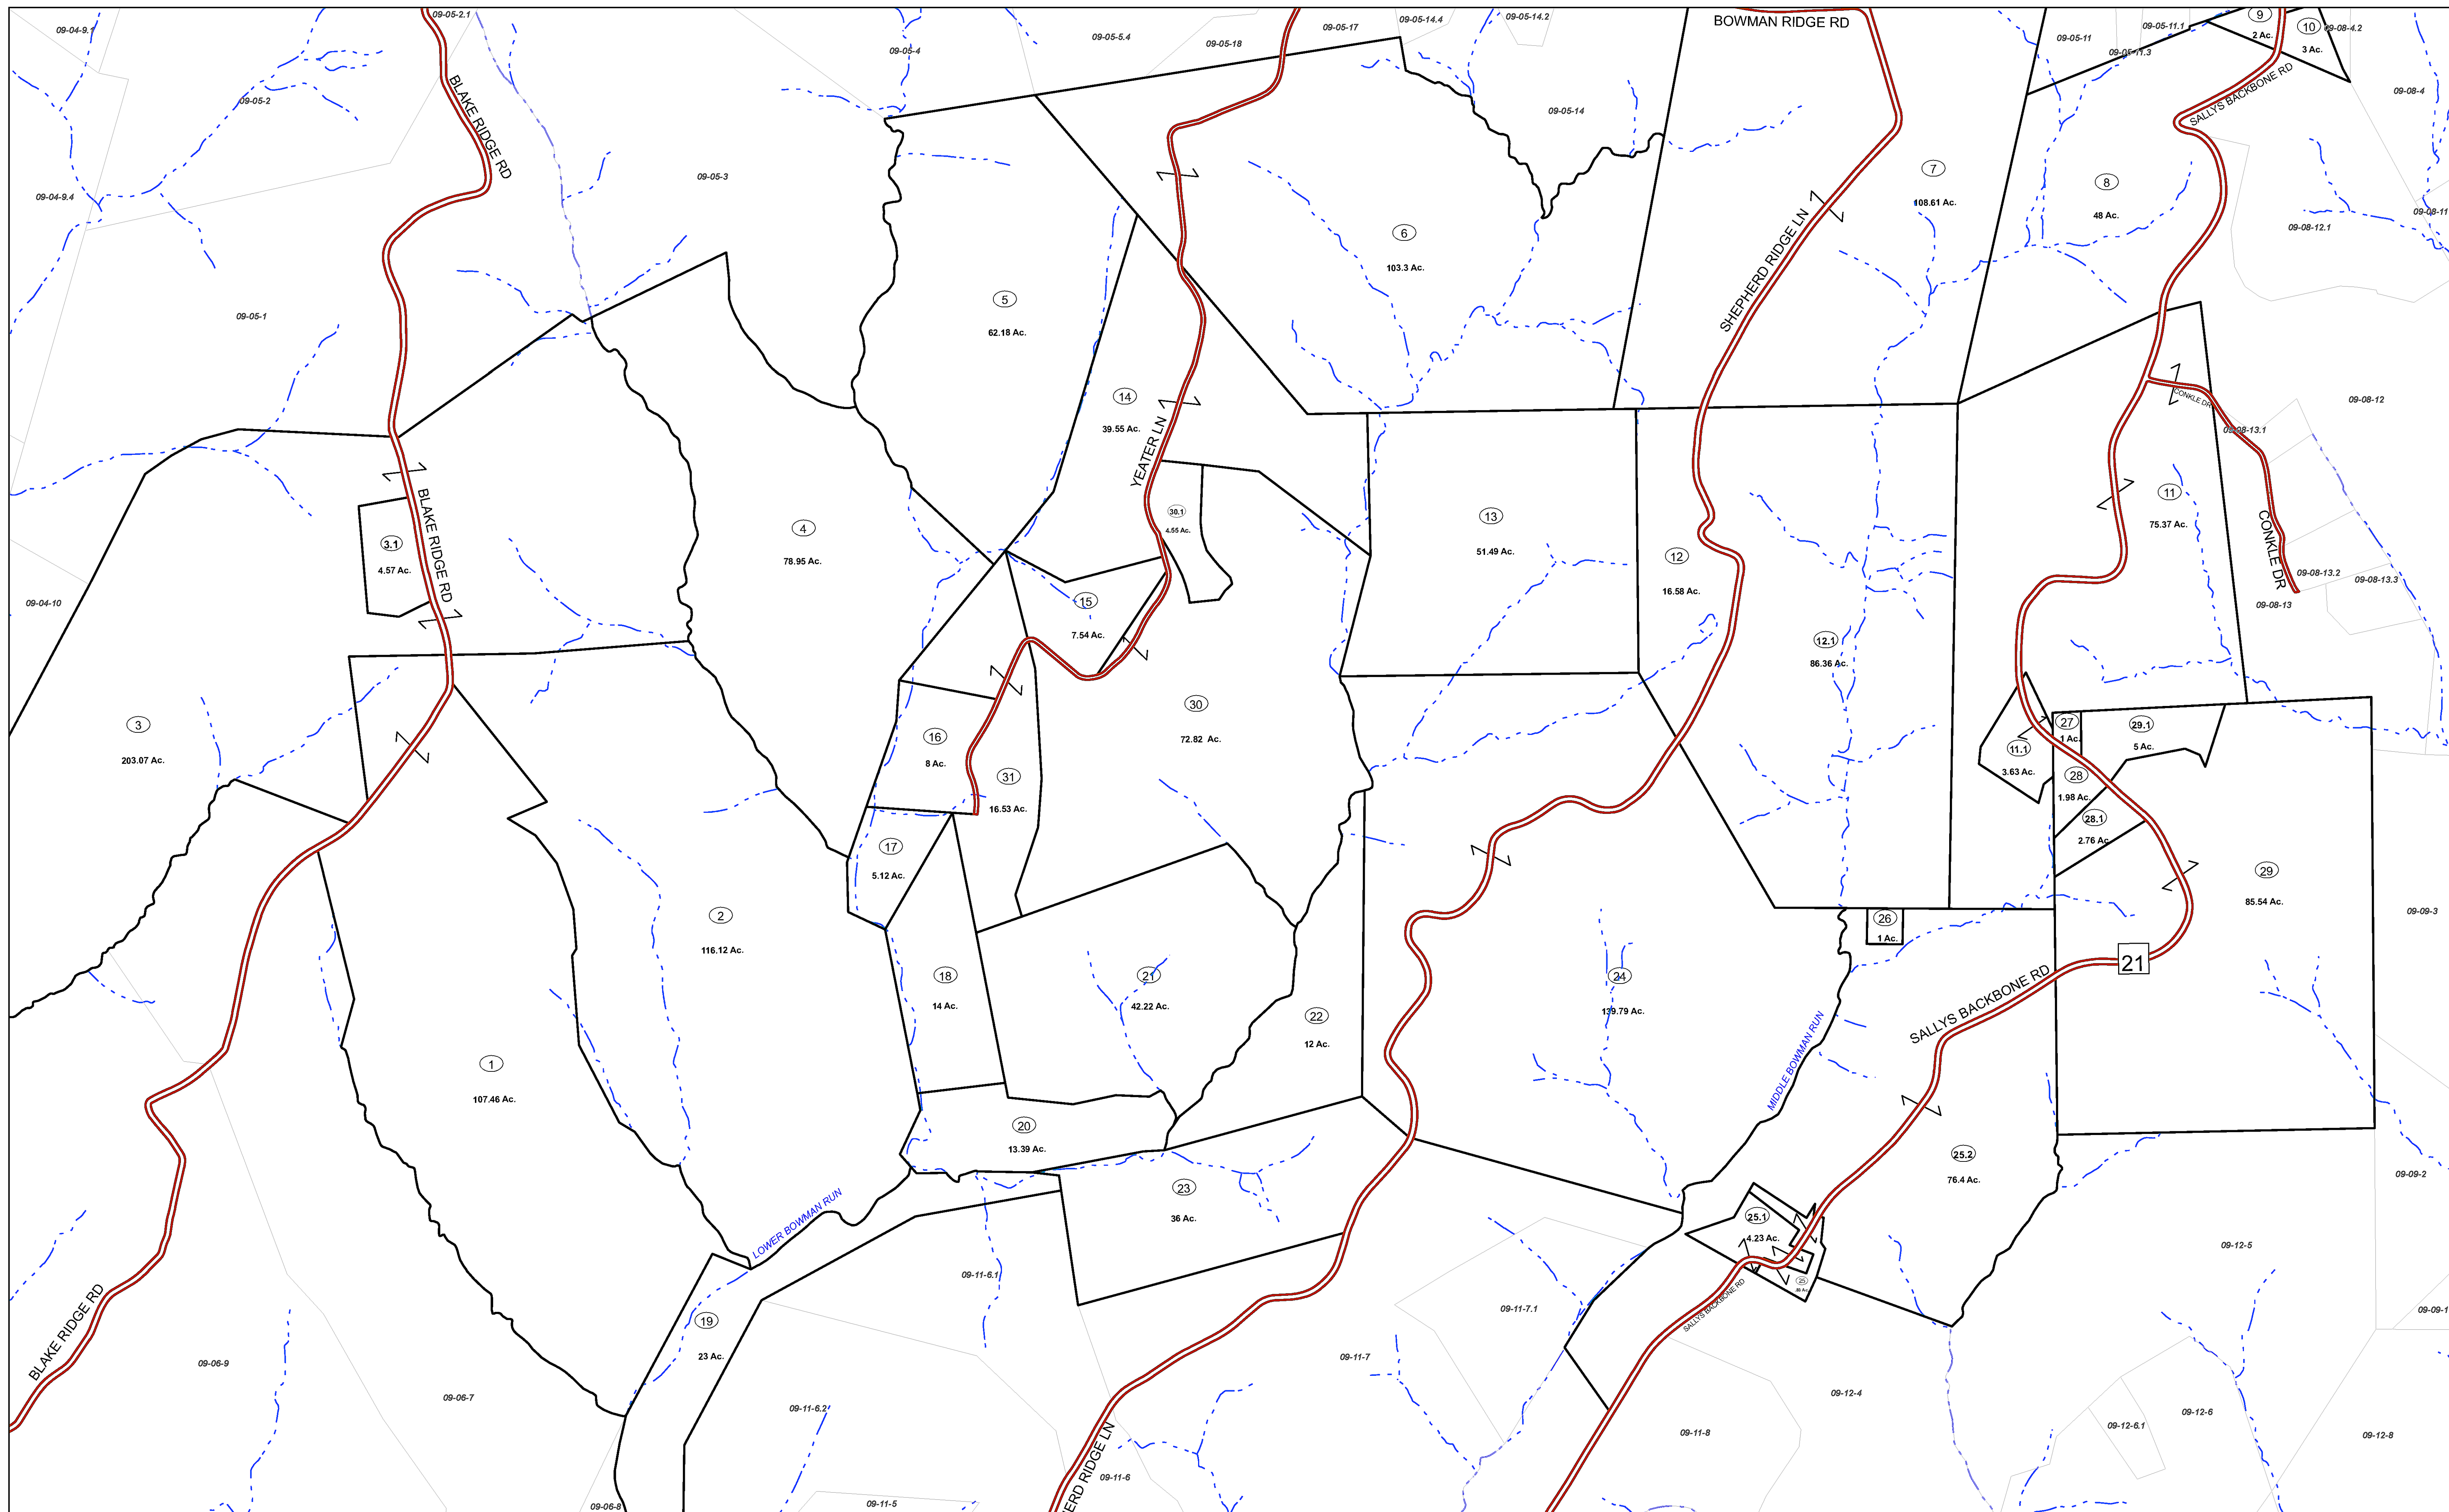 09-05-2.1
09-04-9.1
09-05-4
09-05-5.4
09-05-18
09-05-17
09-05-14.4
09-05-14.2
BOWMAN RIDGE RD
09-05-11
09-05-11.1
09-05-11.3
9
2 Ac.
10
3 Ac.
09-08-4.2
09-08-4
SALLYS BACKBONE RD
09-05-2
BLAKE RIDGE RD
09-05-3
09-05-14
09-04-9.4
7
108.61 Ac.
8
48 Ac.
09-08-11
09-08-12.1
6
103.3 Ac.
SHEPHERD RIDGE LN
09-05-1
5
62.18 Ac.
14
39.55 Ac.
YEATER LN
CONKLE DR
09-08-12
09-08-13.1
3.1
4.57 Ac.
BLAKE RIDGE RD
4
78.95 Ac.
30.1
4.55 Ac.
13
51.49 Ac.
12
16.58 Ac.
11
75.37 Ac.
CONKLE DR
09-08-13.2
09-08-13.3
09-08-13
09-04-10
15
7.54 Ac.
12.1
86.36 Ac.
3
203.07 Ac.
30
72.82 Ac.
16
8 Ac.
31
16.53 Ac.
27
1 Ac.
29.1
5 Ac.
11.1
3.63 Ac.
28
1.98 Ac.
28.1
2.76 Ac.
17
5.12 Ac.
29
85.54 Ac.
09-09-3
2
116.12 Ac.
26
1 Ac.
18
14 Ac.
21
42.22 Ac.
24
139.79 Ac.
21
SALLYS BACKBONE RD
22
12 Ac.
MIDDLE BOWMAN RUN
1
107.46 Ac.
20
13.39 Ac.
25.2
76.4 Ac.
09-09-2
23
36 Ac.
LOWER BOWMAN RUN
25.1
4.23 Ac.
25
09-12-5
09-11-6.1
SALLYS BACKBONE RD
09-11-7.1
09-09-1
19
23 Ac.
BLAKE RIDGE RD
09-06-9
09-11-7
09-06-7
09-11-6.2
09-12-4
09-12-6
09-12-6.1
09-11-8
09-12-8
ERD RIDGE LN
09-11-6
09-06-8
09-11-5